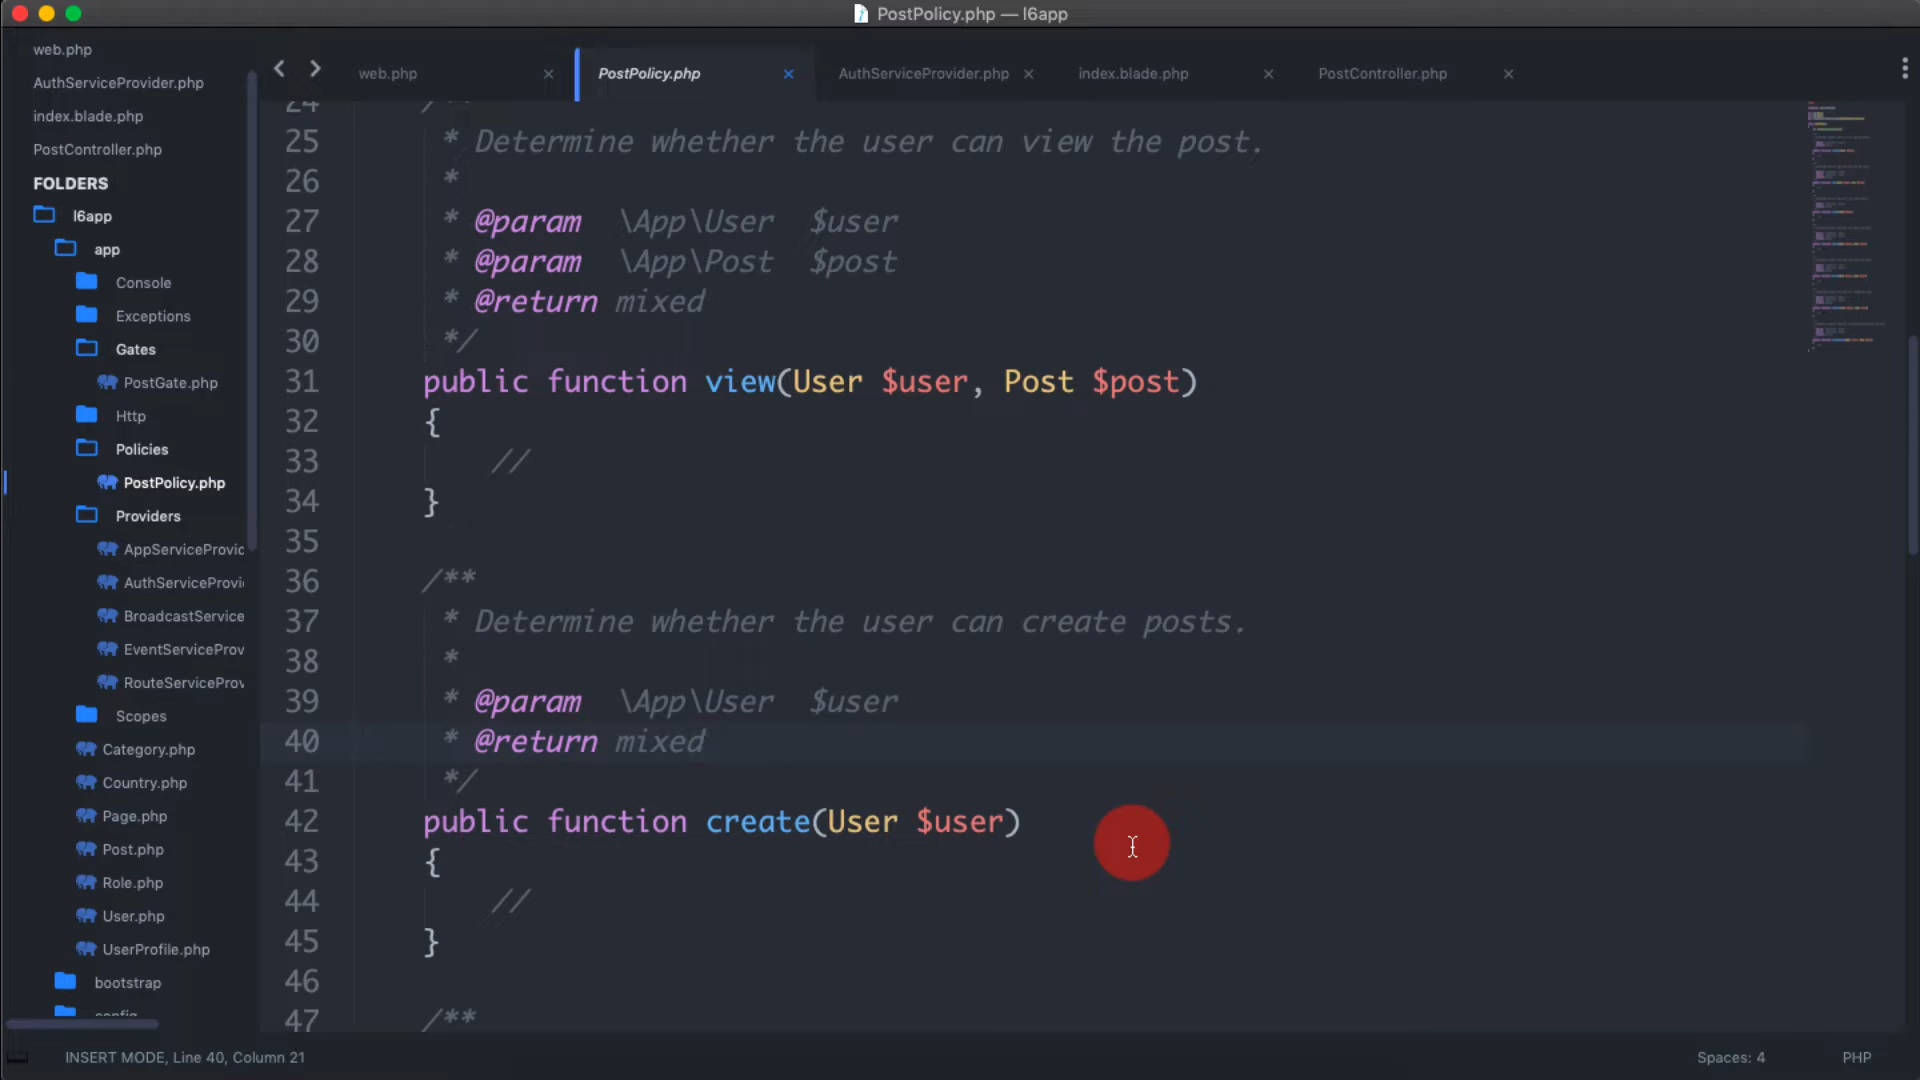 PostPolicy.php — l6app
web.php
AuthServiceProvider.php
index.blade.php
PostController.php
FOLDERS
l6app
app
Console
Exceptions
Gates
PostGate.php
Http
Policies
PostPolicy.php
Providers
AppServiceProvic
AuthServiceProvi
BroadcastService
EventServiceProv
RouteServiceProv
Scopes
Category.php
Country.php
Page.php
Post.php
Role.php
User.php
UserProfile.php
bootstrap
config
web.php × PostPolicy.php × AuthServiceProvider.php × index.blade.php × PostController.php ×
24 /**
25 * Determine whether the user can view the post.
26 *
27 * @param \App\User $user
28 * @param \App\Post $post
29 * @return mixed
30 */
31 public function view(User $user, Post $post)
32 {
33 //
34 }
35
36 /**
37 * Determine whether the user can create posts.
38 *
39 * @param \App\User $user
40 * @return mixed
41 */
42 public function create(User $user)
43 {
44 //
45 }
46
47 /**
INSERT MODE, Line 40, Column 21
Spaces: 4
PHP